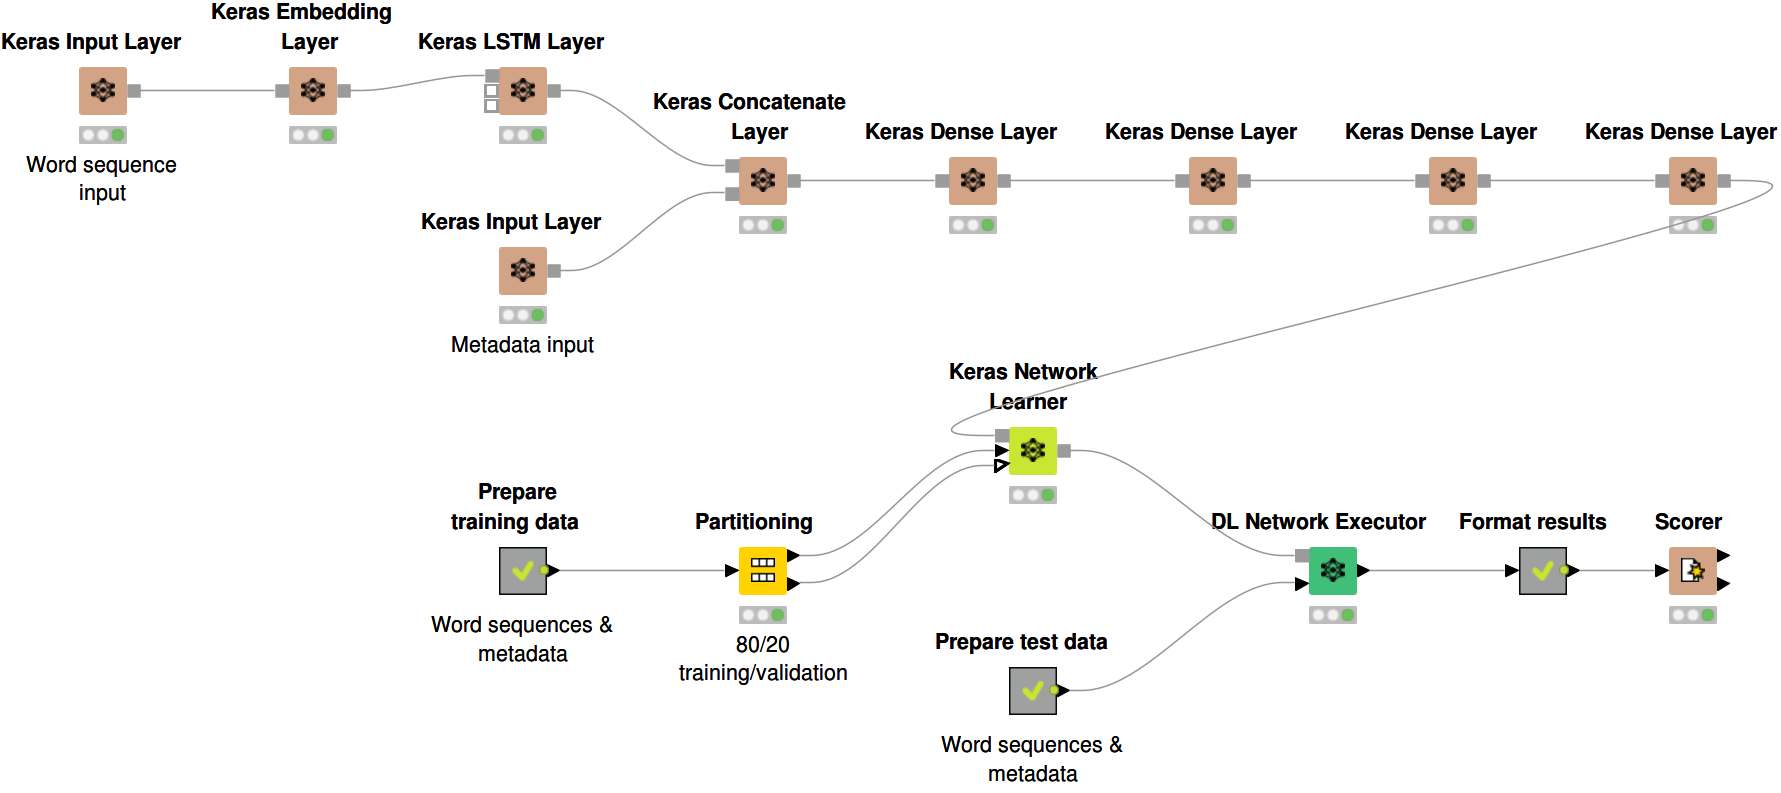 Keras Input Layer
Word sequence
input
Keras Embedding
Layer
Keras LSTM Layer
Keras Input Layer
Metadata input
Keras Concatenate
Layer
Keras Dense Layer
Keras Dense Layer
Keras Dense Layer
Keras Dense Layer
Keras Network
Learner
Prepare
training data
Word sequences &
metadata
Partitioning
80/20
training/validation
Prepare test data
Word sequences &
metadata
DL Network Executor
Format results
Scorer